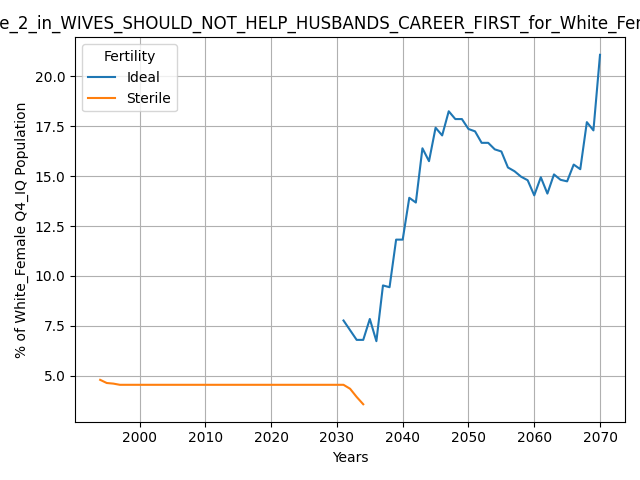 e_2_in_WIVES_SHOULD_NOT_HELP_HUSBANDS_CAREER_FIRST_for_White_Fe
Fertility
Ideal
Sterile
% of White_Female Q4_IQ Population
20.0
17.5
15.0
12.5
10.0
7.5
5.0
2000 2010 2020 2030 2040 2050 2060 2070
Years